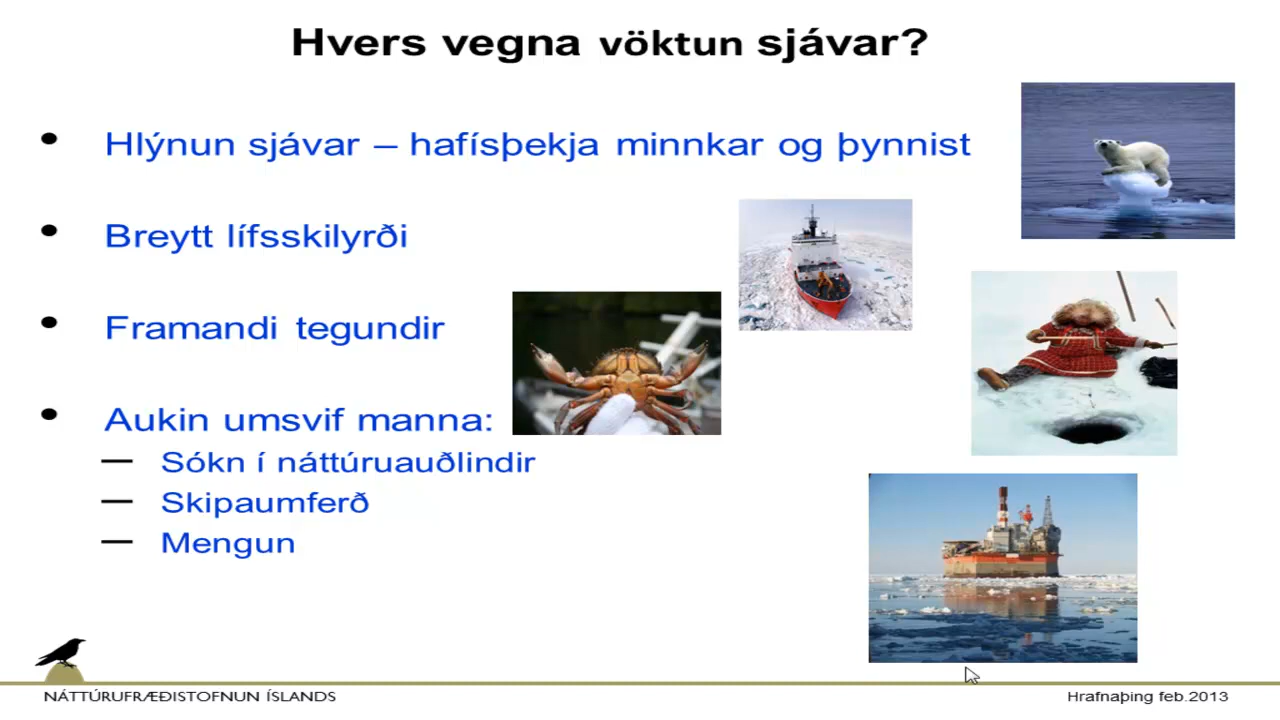 Hvers vegna vöktun sjávar?
• Hlýnun sjávar – hafísþekja minnkar og þynnist
• Breytt lífsskilyrði
• Framandi tegundir
• Aukin umsvif manna:
— Sókn í náttúruauðlindir
— Skipaumferð
— Mengun
NÁTTÚRUFRÆÐISTOFNUN ÍSLANDS
Hrafnaþing feb.2013